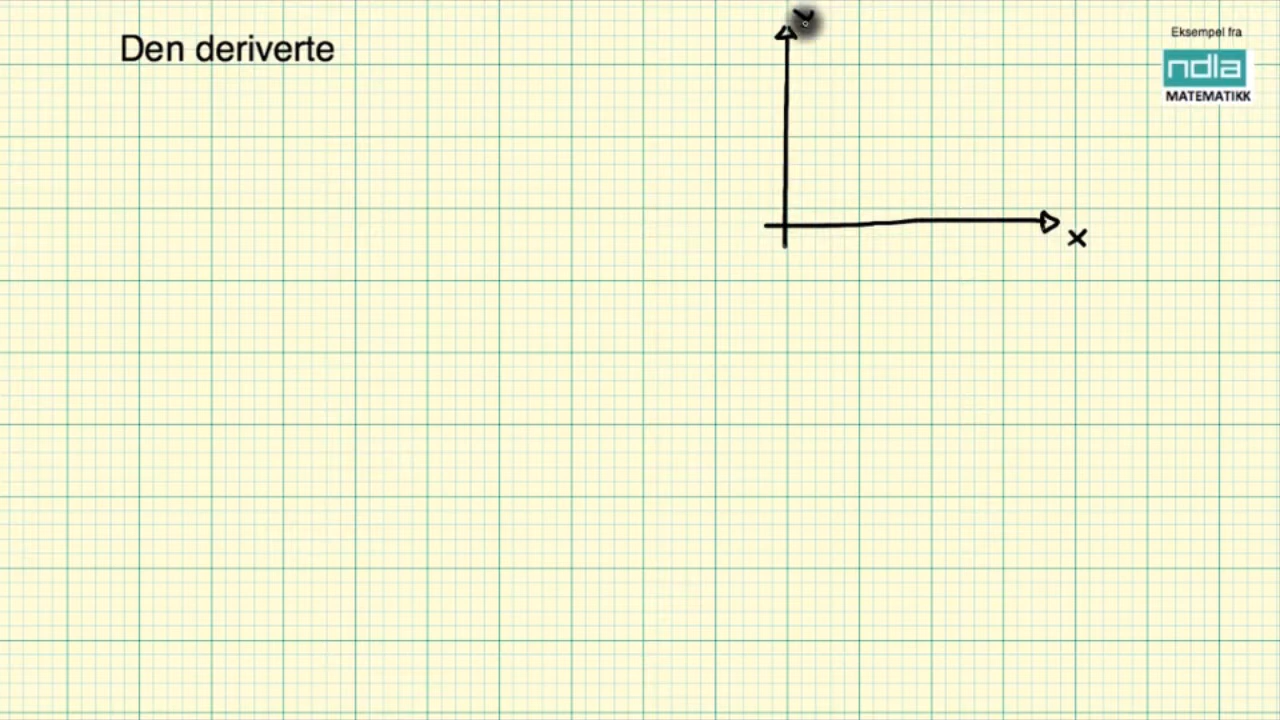 Den deriverte
Eksempel fra
ndla
MATEMATIKK
x